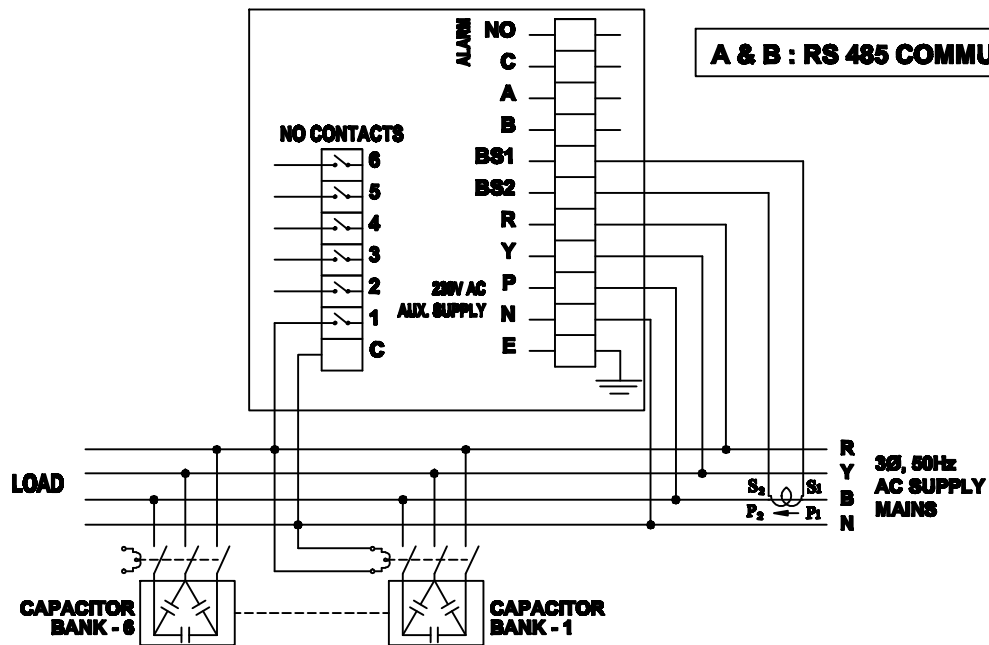 ALARM
NO
C
A
B
BS1
BS2
R
Y
P
N
E
230V AC
AUX. SUPPLY
A & B : RS 485 COMMU
NO CONTACTS
6
5
4
3
2
1
C
LOAD
R
Y
B
N
3Ø, 50Hz
AC SUPPLY
MAINS
S2 S1
P2 P1
CAPACITOR
BANK - 6
CAPACITOR
BANK - 1